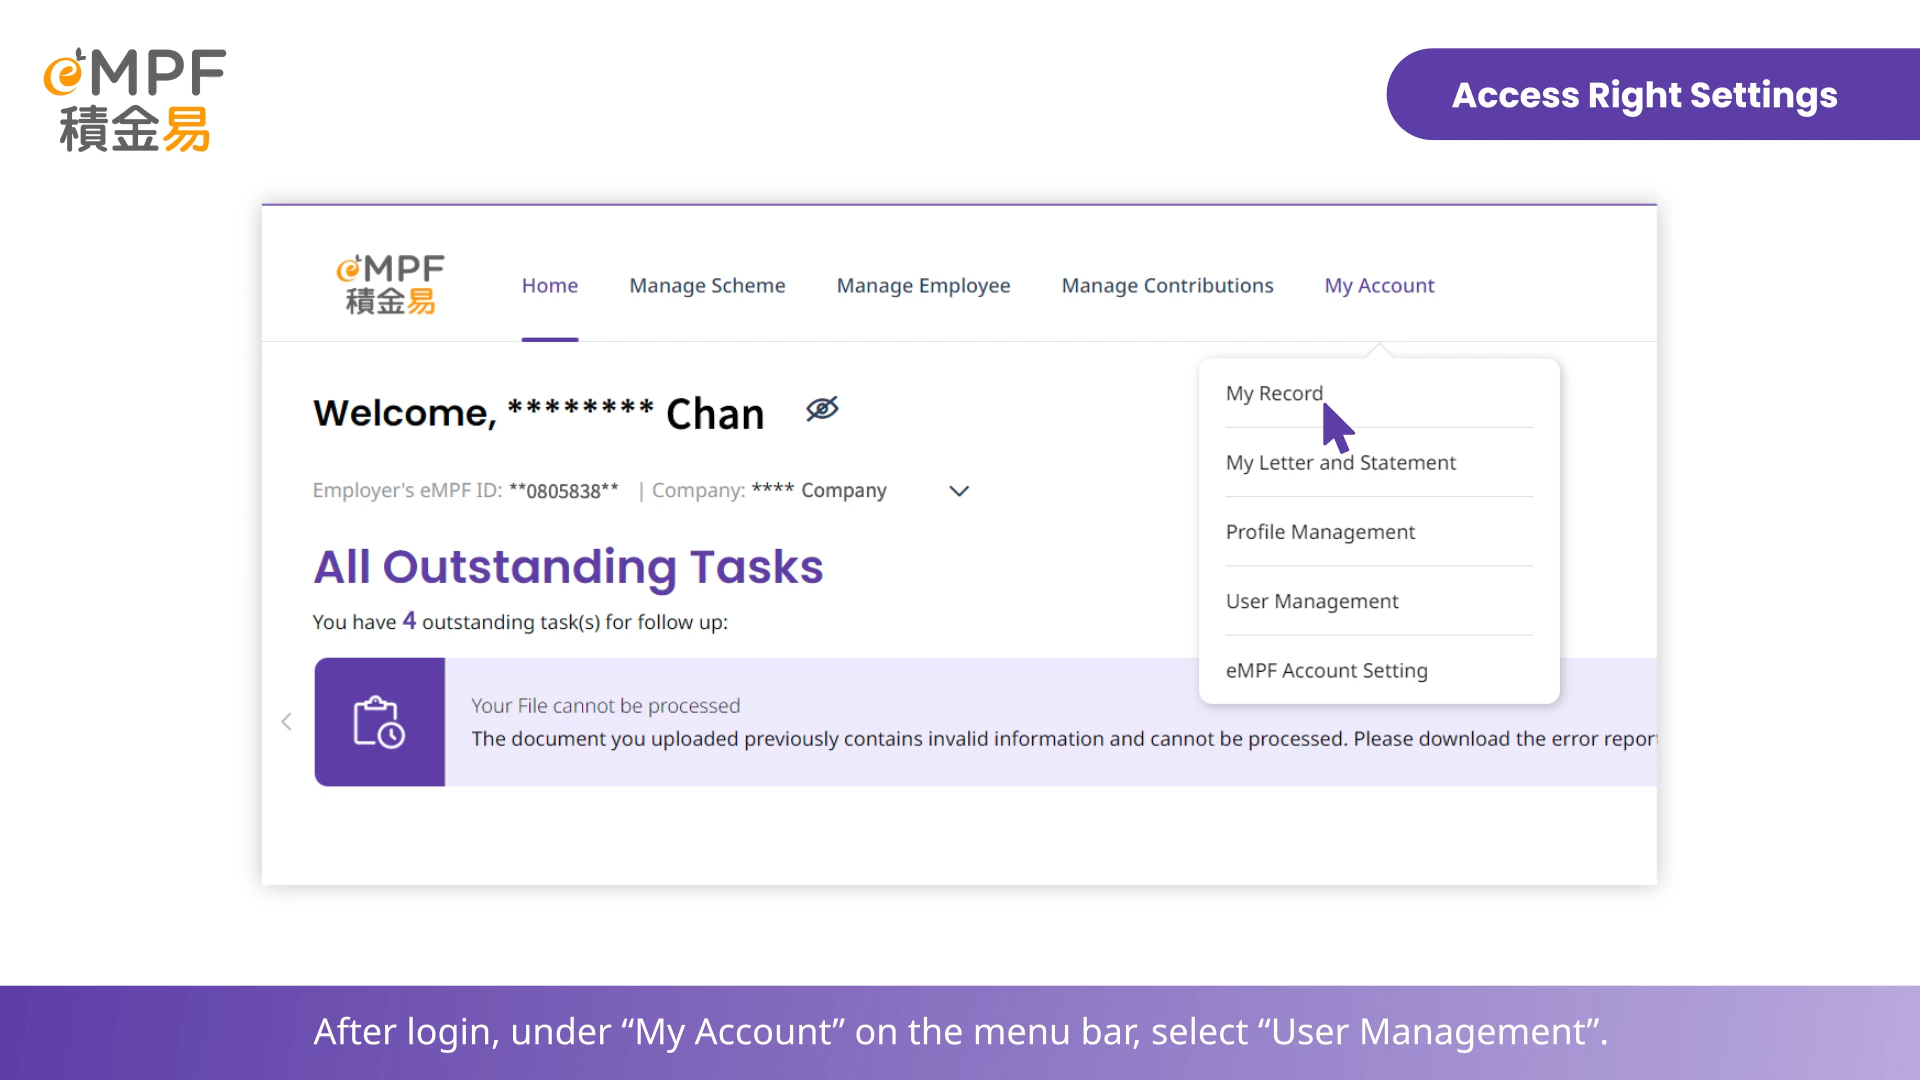 eMPF
積金易
Access Right Settings
eMPF
積金易
Home
Manage Scheme
Manage Employee
Manage Contributions
My Account
Welcome, ******** Chan
Employer's eMPF ID: **0805838** | Company: **** Company
All Outstanding Tasks
You have 4 outstanding task(s) for follow up:
Your File cannot be processed
The document you uploaded previously contains invalid information and cannot be processed. Please download the error report
My Record
My Letter and Statement
Profile Management
User Management
eMPF Account Setting
After login, under “My Account” on the menu bar, select “User Management”.